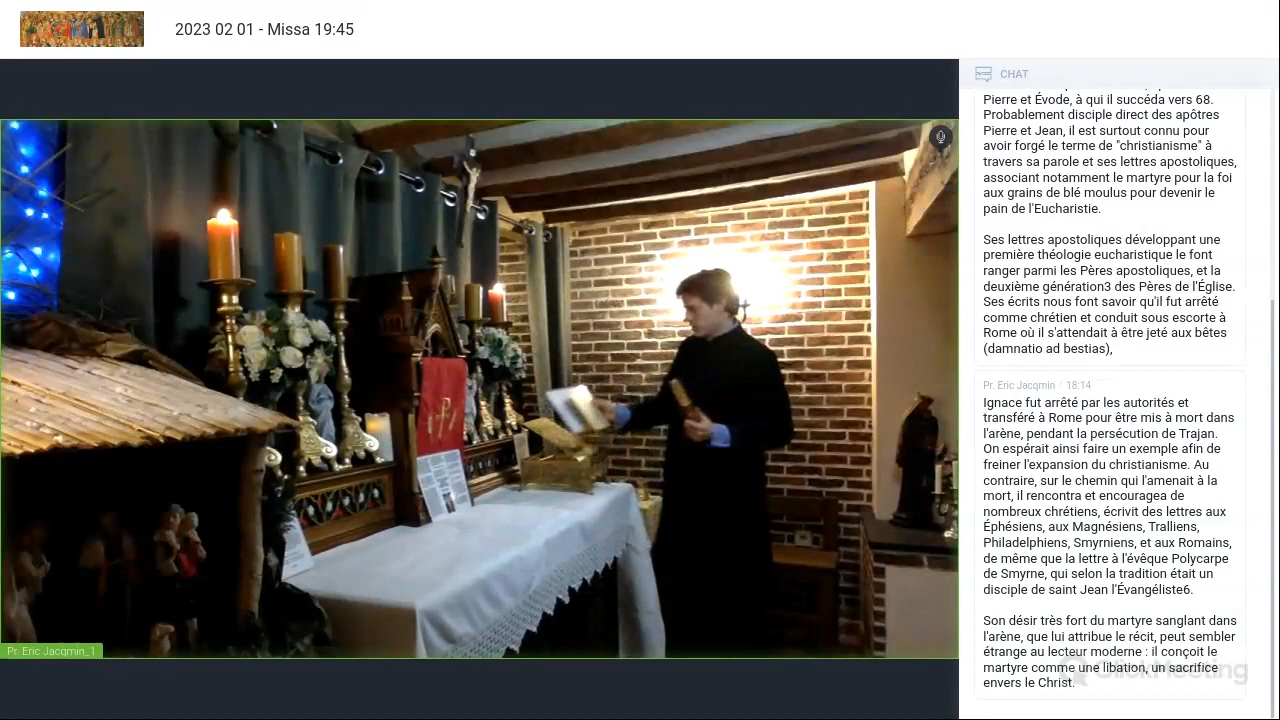 2023 02 01 - Missa 19:45
CHAT
Pierre et Évode, à qui il succéda vers 68.
Probablement disciple direct des apôtres
Pierre et Jean, il est surtout connu pour
avoir forgé le terme de "christianisme" à
travers sa parole et ses lettres apostoliques,
associant notamment le martyre pour la foi
aux grains de blé moulus pour devenir le
pain de l'Eucharistie.
Ses lettres apostoliques développant une
première théologie eucharistique le font
ranger parmi les Pères apostoliques, et la
deuxième génération3 des Pères de l'Église.
Ses écrits nous font savoir qu'il fut arrêté
comme chrétien et conduit sous escorte à
Rome où il s'attendait à être jeté aux bêtes
(damnatio ad bestias),
Pr. Eric Jacqmin / 18:14
Ignace fut arrêté par les autorités et
transféré à Rome pour être mis à mort dans
l'arène, pendant la persécution de Trajan.
On espérait ainsi faire un exemple afin de
freiner l'expansion du christianisme. Au
contraire, sur le chemin qui l'amenait à la
mort, il rencontra et encouragea de
nombreux chrétiens, écrivit des lettres aux
Éphésiens, aux Magnésiens, Tralliens,
Philadelphiens, Smyrniens, et aux Romains,
de même que la lettre à l'évêque Polycarpe
de Smyrne, qui selon la tradition était un
disciple de saint Jean l'Évangéliste6.
Son désir très fort du martyre sanglant dans
l'arène, que lui attribue le récit, peut sembler
étrange au lecteur moderne : il conçoit le
martyre comme une libation, un sacrifice
envers le Christ.
ClickMeeting
Pr. Eric Jacqmin_1